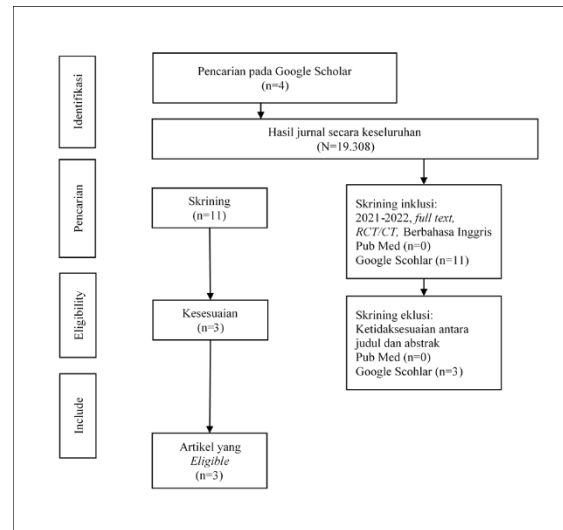 Identifikasi
Pencarian pada Google Scholar
(n=4)
Hasil jurnal secara keseluruhan
(N=19.308)
Pencarian
Skrining
(n=11)
Skrining inklusi:
2021-2022, full text,
RCT/CT, Berbahasa Inggris
Pub Med (n=0)
Google Scohlar (n=11)
Eligibility
Kesesuaian
(n=3)
Skrining eklusi:
Ketidaksesuaian antara
judul dan abstrak
Pub Med (n=0)
Google Scohlar (n=3)
Include
Artikel yang
Eligible
(n=3)